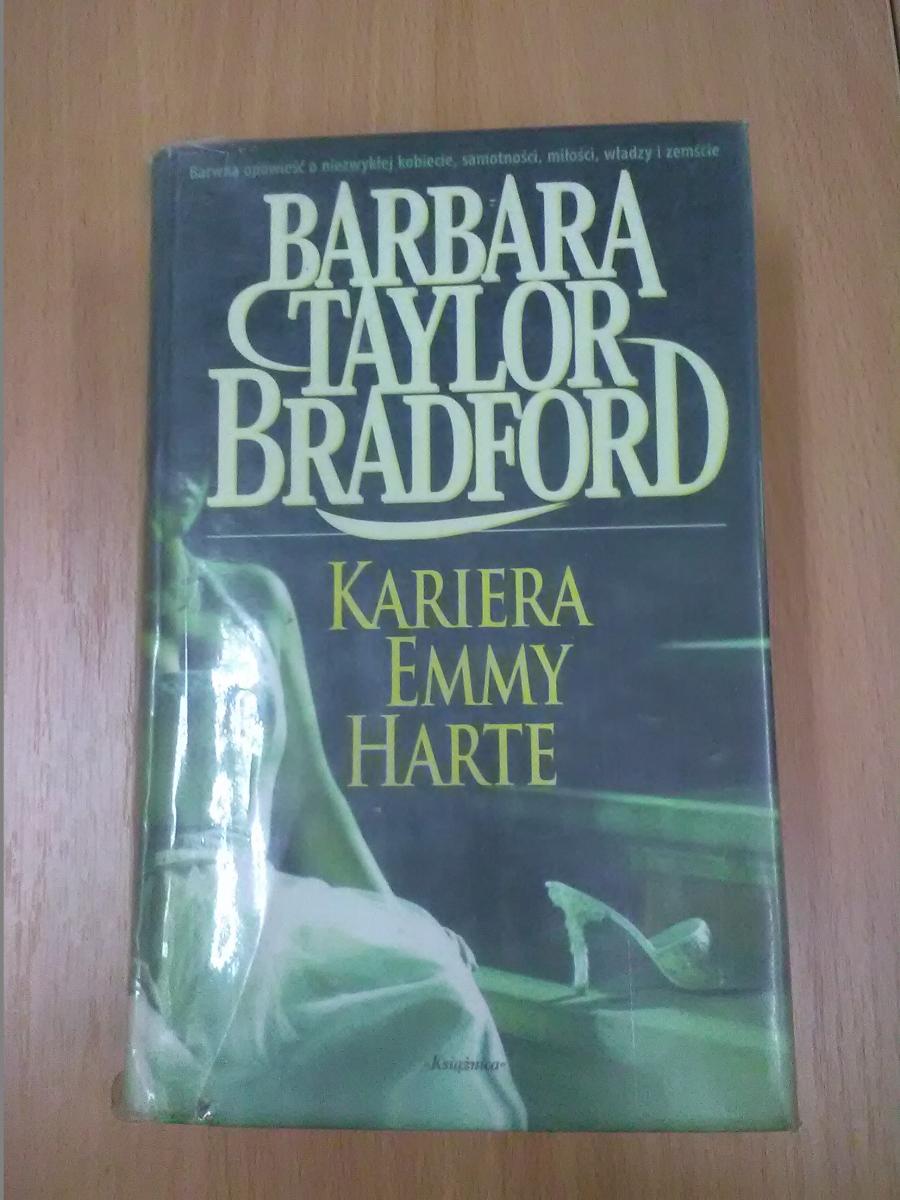 Barwna opowieść o niezwykłej kobiecie, samotności, miłości, władzy i zemście
BARBARA
TAYLOR
BRADFORD
KARIERA
EMMY
HARTE
-Książnica-